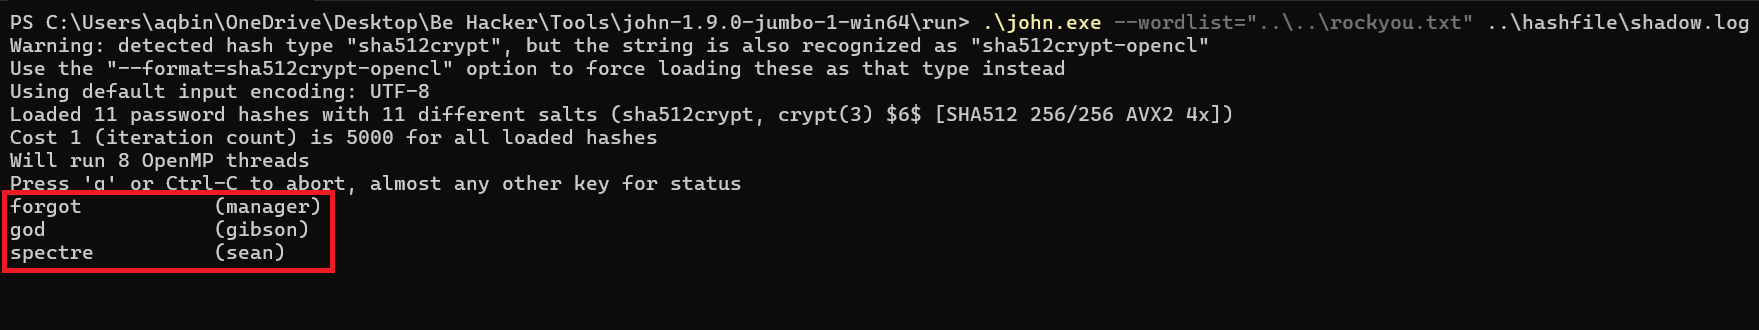 PS C:\Users\aqbin\OneDrive\Desktop\Be Hacker\Tools\john-1.9.0-jumbo-1-win64\run> .\john.exe --wordlist="..\..\rockyou.txt" ..\hashfile\shadow.log
Warning: detected hash type "sha512crypt", but the string is also recognized as "sha512crypt-opencl"
Use the "--format=sha512crypt-opencl" option to force loading these as that type instead
Using default input encoding: UTF-8
Loaded 11 password hashes with 11 different salts (sha512crypt, crypt(3) $6$ [SHA512 256/256 AVX2 4x])
Cost 1 (iteration count) is 5000 for all loaded hashes
Will run 8 OpenMP threads
Press 'q' or Ctrl-C to abort, almost any other key for status
forgot (manager)
god (gibson)
spectre (sean)